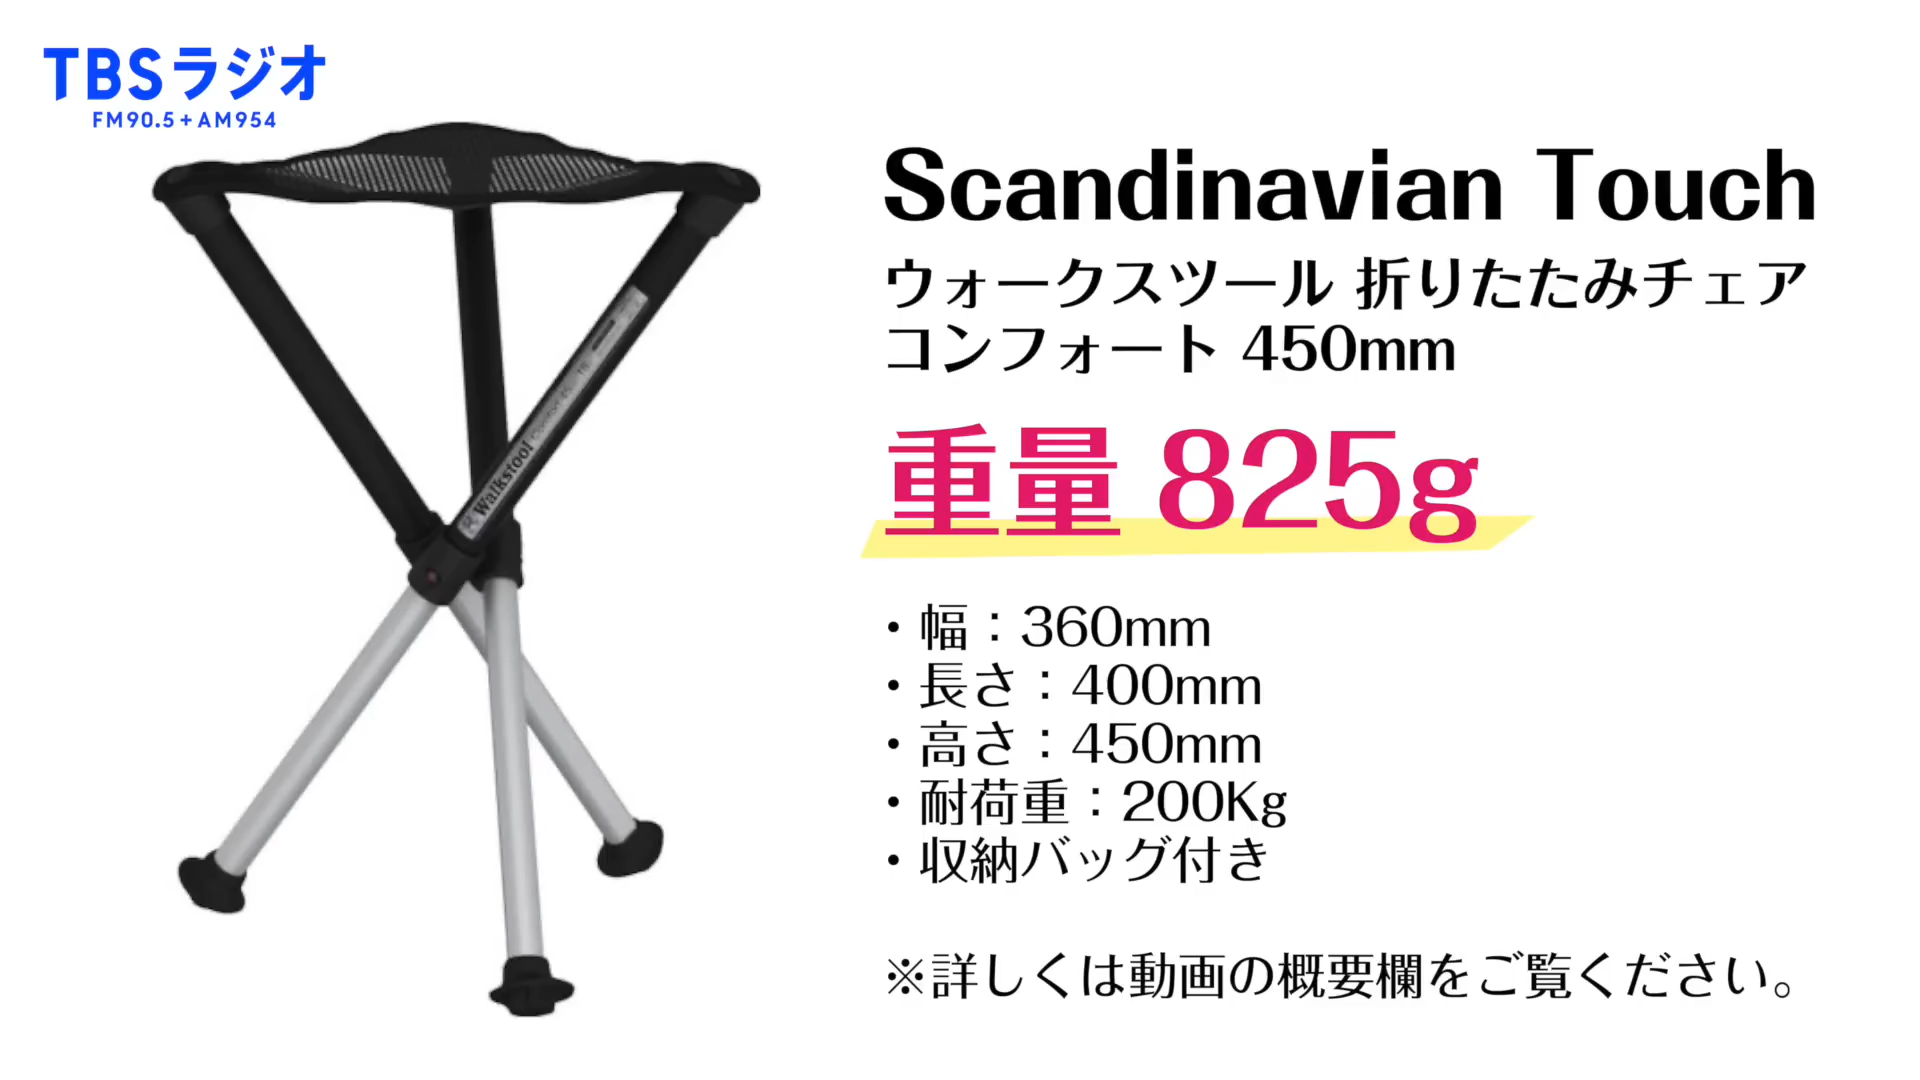 TBSラジオ
FM90.5+AM954
Scandinavian Touch
ウォークスツール 折りたたみチェア
コンフォート 450mm
重量 825g
・幅：360mm
・長さ：400mm
・高さ：450mm
・耐荷重：200Kg
・収納バッグ付き
※詳しくは動画の概要欄をご覧ください。
Walkstool